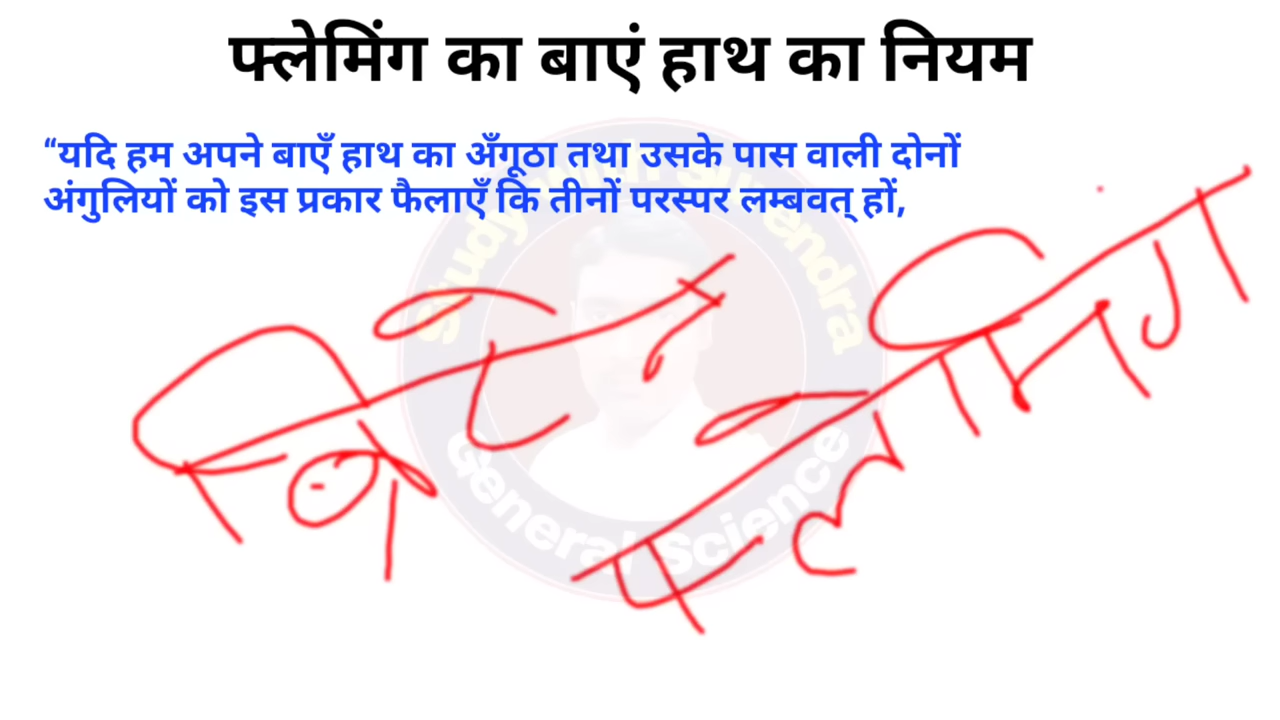 फ्लेमिंग का बाएं हाथ का नियम
“यदि हम अपने बाएँ हाथ का अँगूठा तथा उसके पास वाली दोनों
अंगुलियों को इस प्रकार फैलाएँ कि तीनों परस्पर लम्बवत् हों,
General Science
फ्लेमिंग